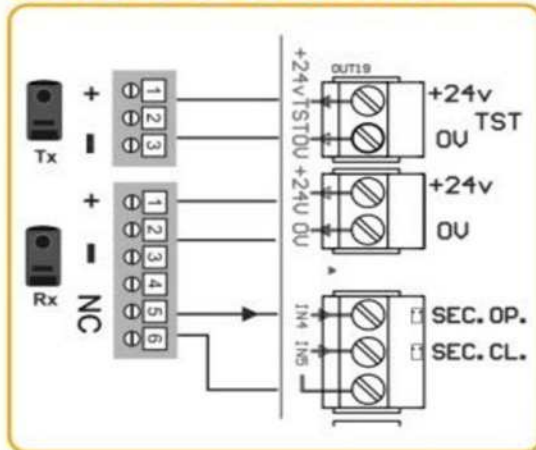 OUT19
+
1
+24v TST
+24v
2
TST
-
3
0V
0V
Tx
+
1
+24V
+24v
2
0V
0V
-
3
Rx
4
NC
5
IN4
SEC. OP.
6
IN5
SEC. CL.